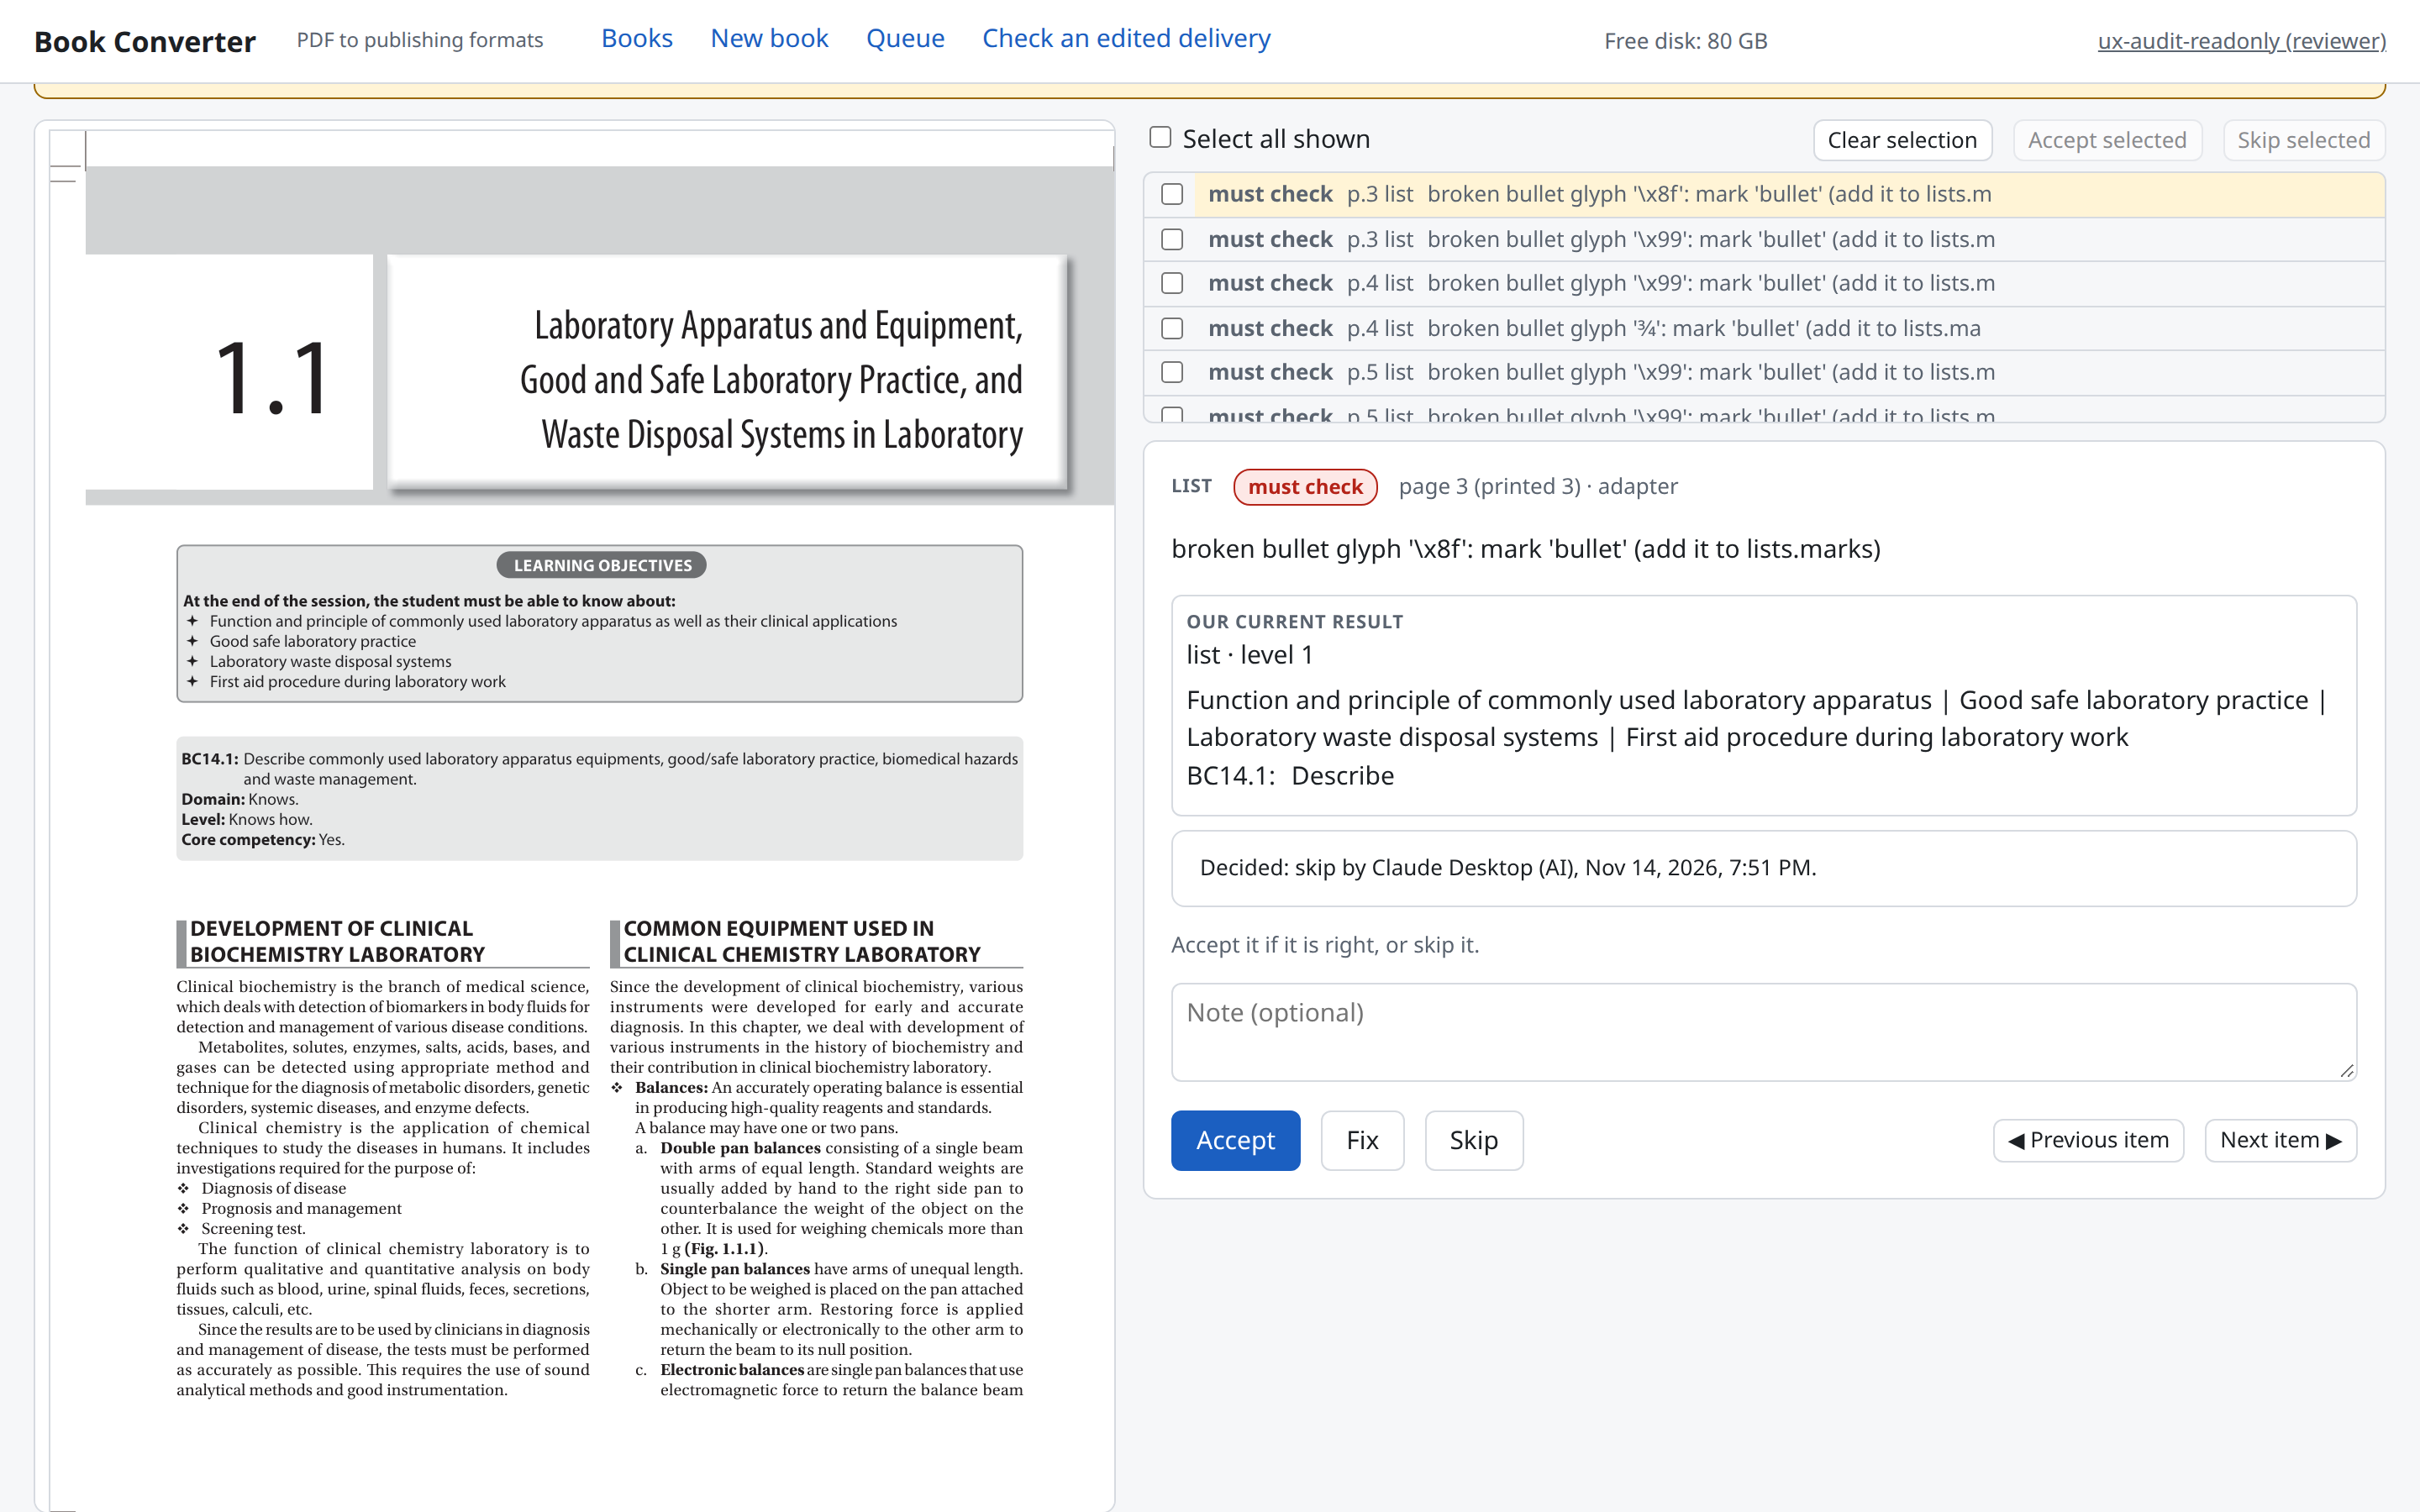 Book Converter PDF to publishing formats Books New book Queue Check an edited delivery Free disk: 80 GB ux-audit-readonly (reviewer)
1.1
Laboratory Apparatus and Equipment,
Good and Safe Laboratory Practice, and
Waste Disposal Systems in Laboratory
LEARNING OBJECTIVES
At the end of the session, the student must be able to know about:
✦ Function and principle of commonly used laboratory apparatus as well as their clinical applications
✦ Good safe laboratory practice
✦ Laboratory waste disposal systems
✦ First aid procedure during laboratory work
BC14.1: Describe commonly used laboratory apparatus equipments, good/safe laboratory practice, biomedical hazards
and waste management.
Domain: Knows.
Level: Knows how.
Core competency: Yes.
DEVELOPMENT OF CLINICAL
BIOCHEMISTRY LABORATORY
Clinical biochemistry is the branch of medical science,
which deals with detection of biomarkers in body fluids for
detection and management of various disease conditions.
Metabolites, solutes, enzymes, salts, acids, bases, and
gases can be detected using appropriate method and
technique for the diagnosis of metabolic disorders, genetic
disorders, systemic diseases, and enzyme defects.
Clinical chemistry is the application of chemical
techniques to study the diseases in humans. It includes
investigations required for the purpose of:
❖ Diagnosis of disease
❖ Prognosis and management
❖ Screening test.
The function of clinical chemistry laboratory is to
perform qualitative and quantitative analysis on body
fluids such as blood, urine, spinal fluids, feces, secretions,
tissues, calculi, etc.
Since the results are to be used by clinicians in diagnosis
and management of disease, the tests must be performed
as accurately as possible. This requires the use of sound
analytical methods and good instrumentation.
COMMON EQUIPMENT USED IN
CLINICAL CHEMISTRY LABORATORY
Since the development of clinical biochemistry, various
instruments were developed for early and accurate
diagnosis. In this chapter, we deal with development of
various instruments in the history of biochemistry and
their contribution in clinical biochemistry laboratory.
❖ Balances: An accurately operating balance is essential
in producing high-quality reagents and standards.
A balance may have one or two pans.
a. Double pan balances consisting of a single beam
with arms of equal length. Standard weights are
usually added by hand to the right side pan to
counterbalance the weight of the object on the
other. It is used for weighing chemicals more than
1 g (Fig. 1.1.1).
b. Single pan balances have arms of unequal length.
Object to be weighed is placed on the pan attached
to the shorter arm. Restoring force is applied
mechanically or electronically to the other arm to
return the beam to its null position.
c. Electronic balances are single pan balances that use
electromagnetic force to return the balance beam
Select all shown Clear selection Accept selected Skip selected
must check p.3 list broken bullet glyph '\x8f': mark 'bullet' (add it to lists.m
must check p.3 list broken bullet glyph '\x99': mark 'bullet' (add it to lists.m
must check p.4 list broken bullet glyph '\x99': mark 'bullet' (add it to lists.m
must check p.4 list broken bullet glyph '¾': mark 'bullet' (add it to lists.ma
must check p.5 list broken bullet glyph '\x99': mark 'bullet' (add it to lists.m
must check p.5 list broken bullet glyph '\x99': mark 'bullet' (add it to lists.m
LIST must check page 3 (printed 3) · adapter
broken bullet glyph '\x8f': mark 'bullet' (add it to lists.marks)
OUR CURRENT RESULT
list · level 1
Function and principle of commonly used laboratory apparatus | Good safe laboratory practice |
Laboratory waste disposal systems | First aid procedure during laboratory work
BC14.1: Describe
Decided: skip by Claude Desktop (AI), Nov 14, 2026, 7:51 PM.
Accept it if it is right, or skip it.
Note (optional)
Accept Fix Skip ◀ Previous item Next item ▶